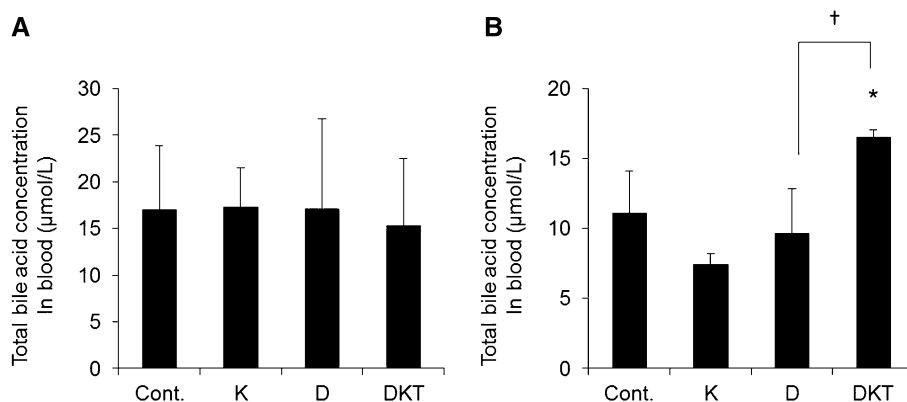 A
Total bile acid concentration
In blood (µmol/L)
30
25
20
15
10
5
0
Cont. K D DKT
B
†
*
Total bile acid concentration
In blood (µmol/L)
20
15
10
5
0
Cont. K D DKT